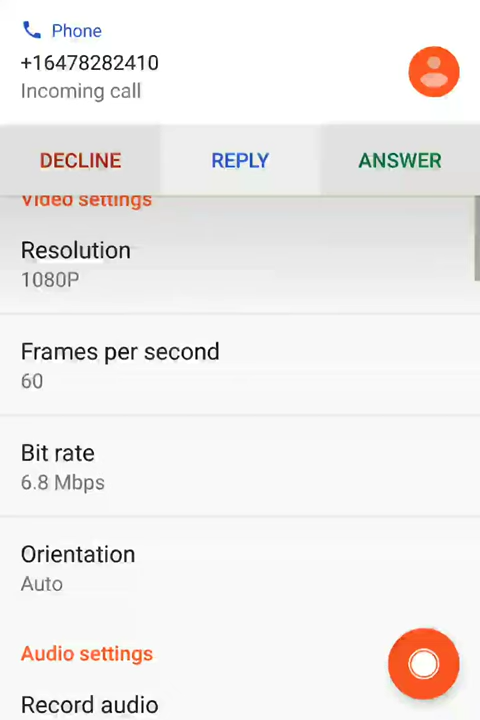 Phone
+16478282410
Incoming call
DECLINE
REPLY
ANSWER
Video settings
Resolution
1080P
Frames per second
60
Bit rate
6.8 Mbps
Orientation
Auto
Audio settings
Record audio